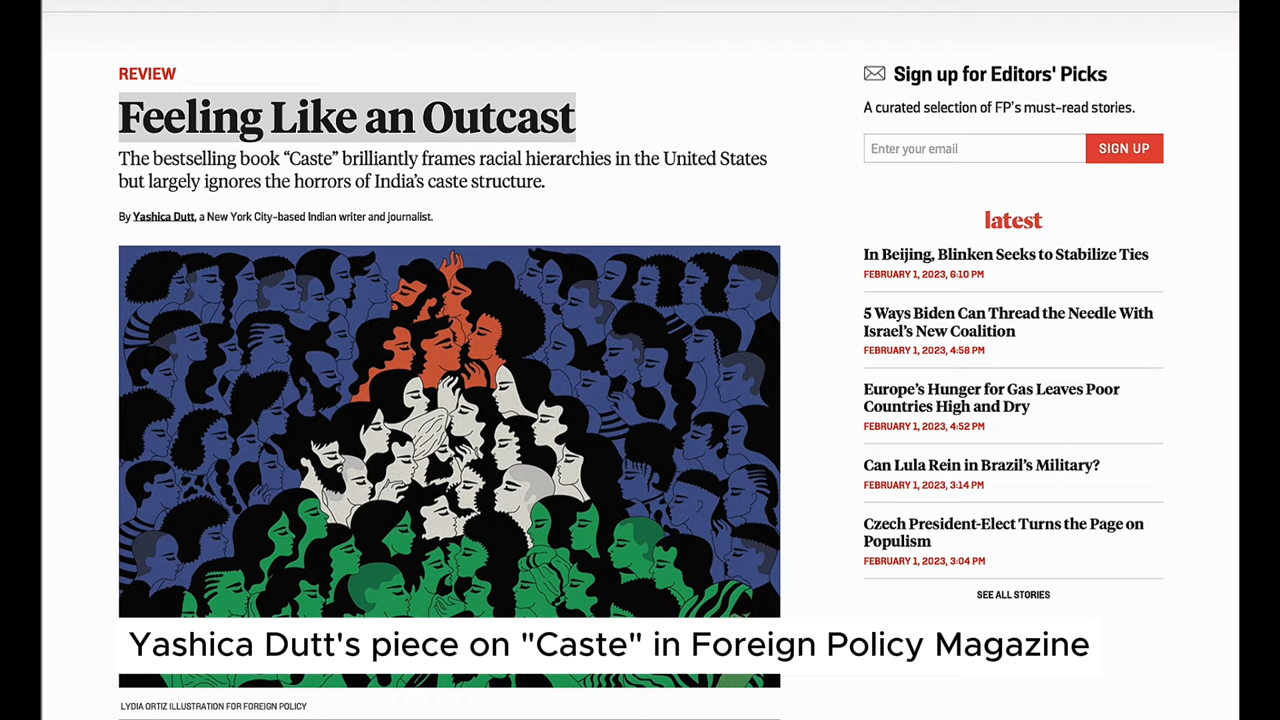 REVIEW
Feeling Like an Outcast
The bestselling book “Caste” brilliantly frames racial hierarchies in the United States
but largely ignores the horrors of India’s caste structure.
By Yashica Dutt, a New York City-based Indian writer and journalist.
Yashica Dutt's piece on "Caste" in Foreign Policy Magazine
LYDIA ORTIZ ILLUSTRATION FOR FOREIGN POLICY
Sign up for Editors' Picks
A curated selection of FP's must-read stories.
Enter your email
SIGN UP
latest
In Beijing, Blinken Seeks to Stabilize Ties
FEBRUARY 1, 2023, 6:10 PM
5 Ways Biden Can Thread the Needle With
Israel’s New Coalition
FEBRUARY 1, 2023, 4:58 PM
Europe’s Hunger for Gas Leaves Poor
Countries High and Dry
FEBRUARY 1, 2023, 4:52 PM
Can Lula Rein in Brazil’s Military?
FEBRUARY 1, 2023, 3:14 PM
Czech President-Elect Turns the Page on
Populism
FEBRUARY 1, 2023, 3:04 PM
SEE ALL STORIES